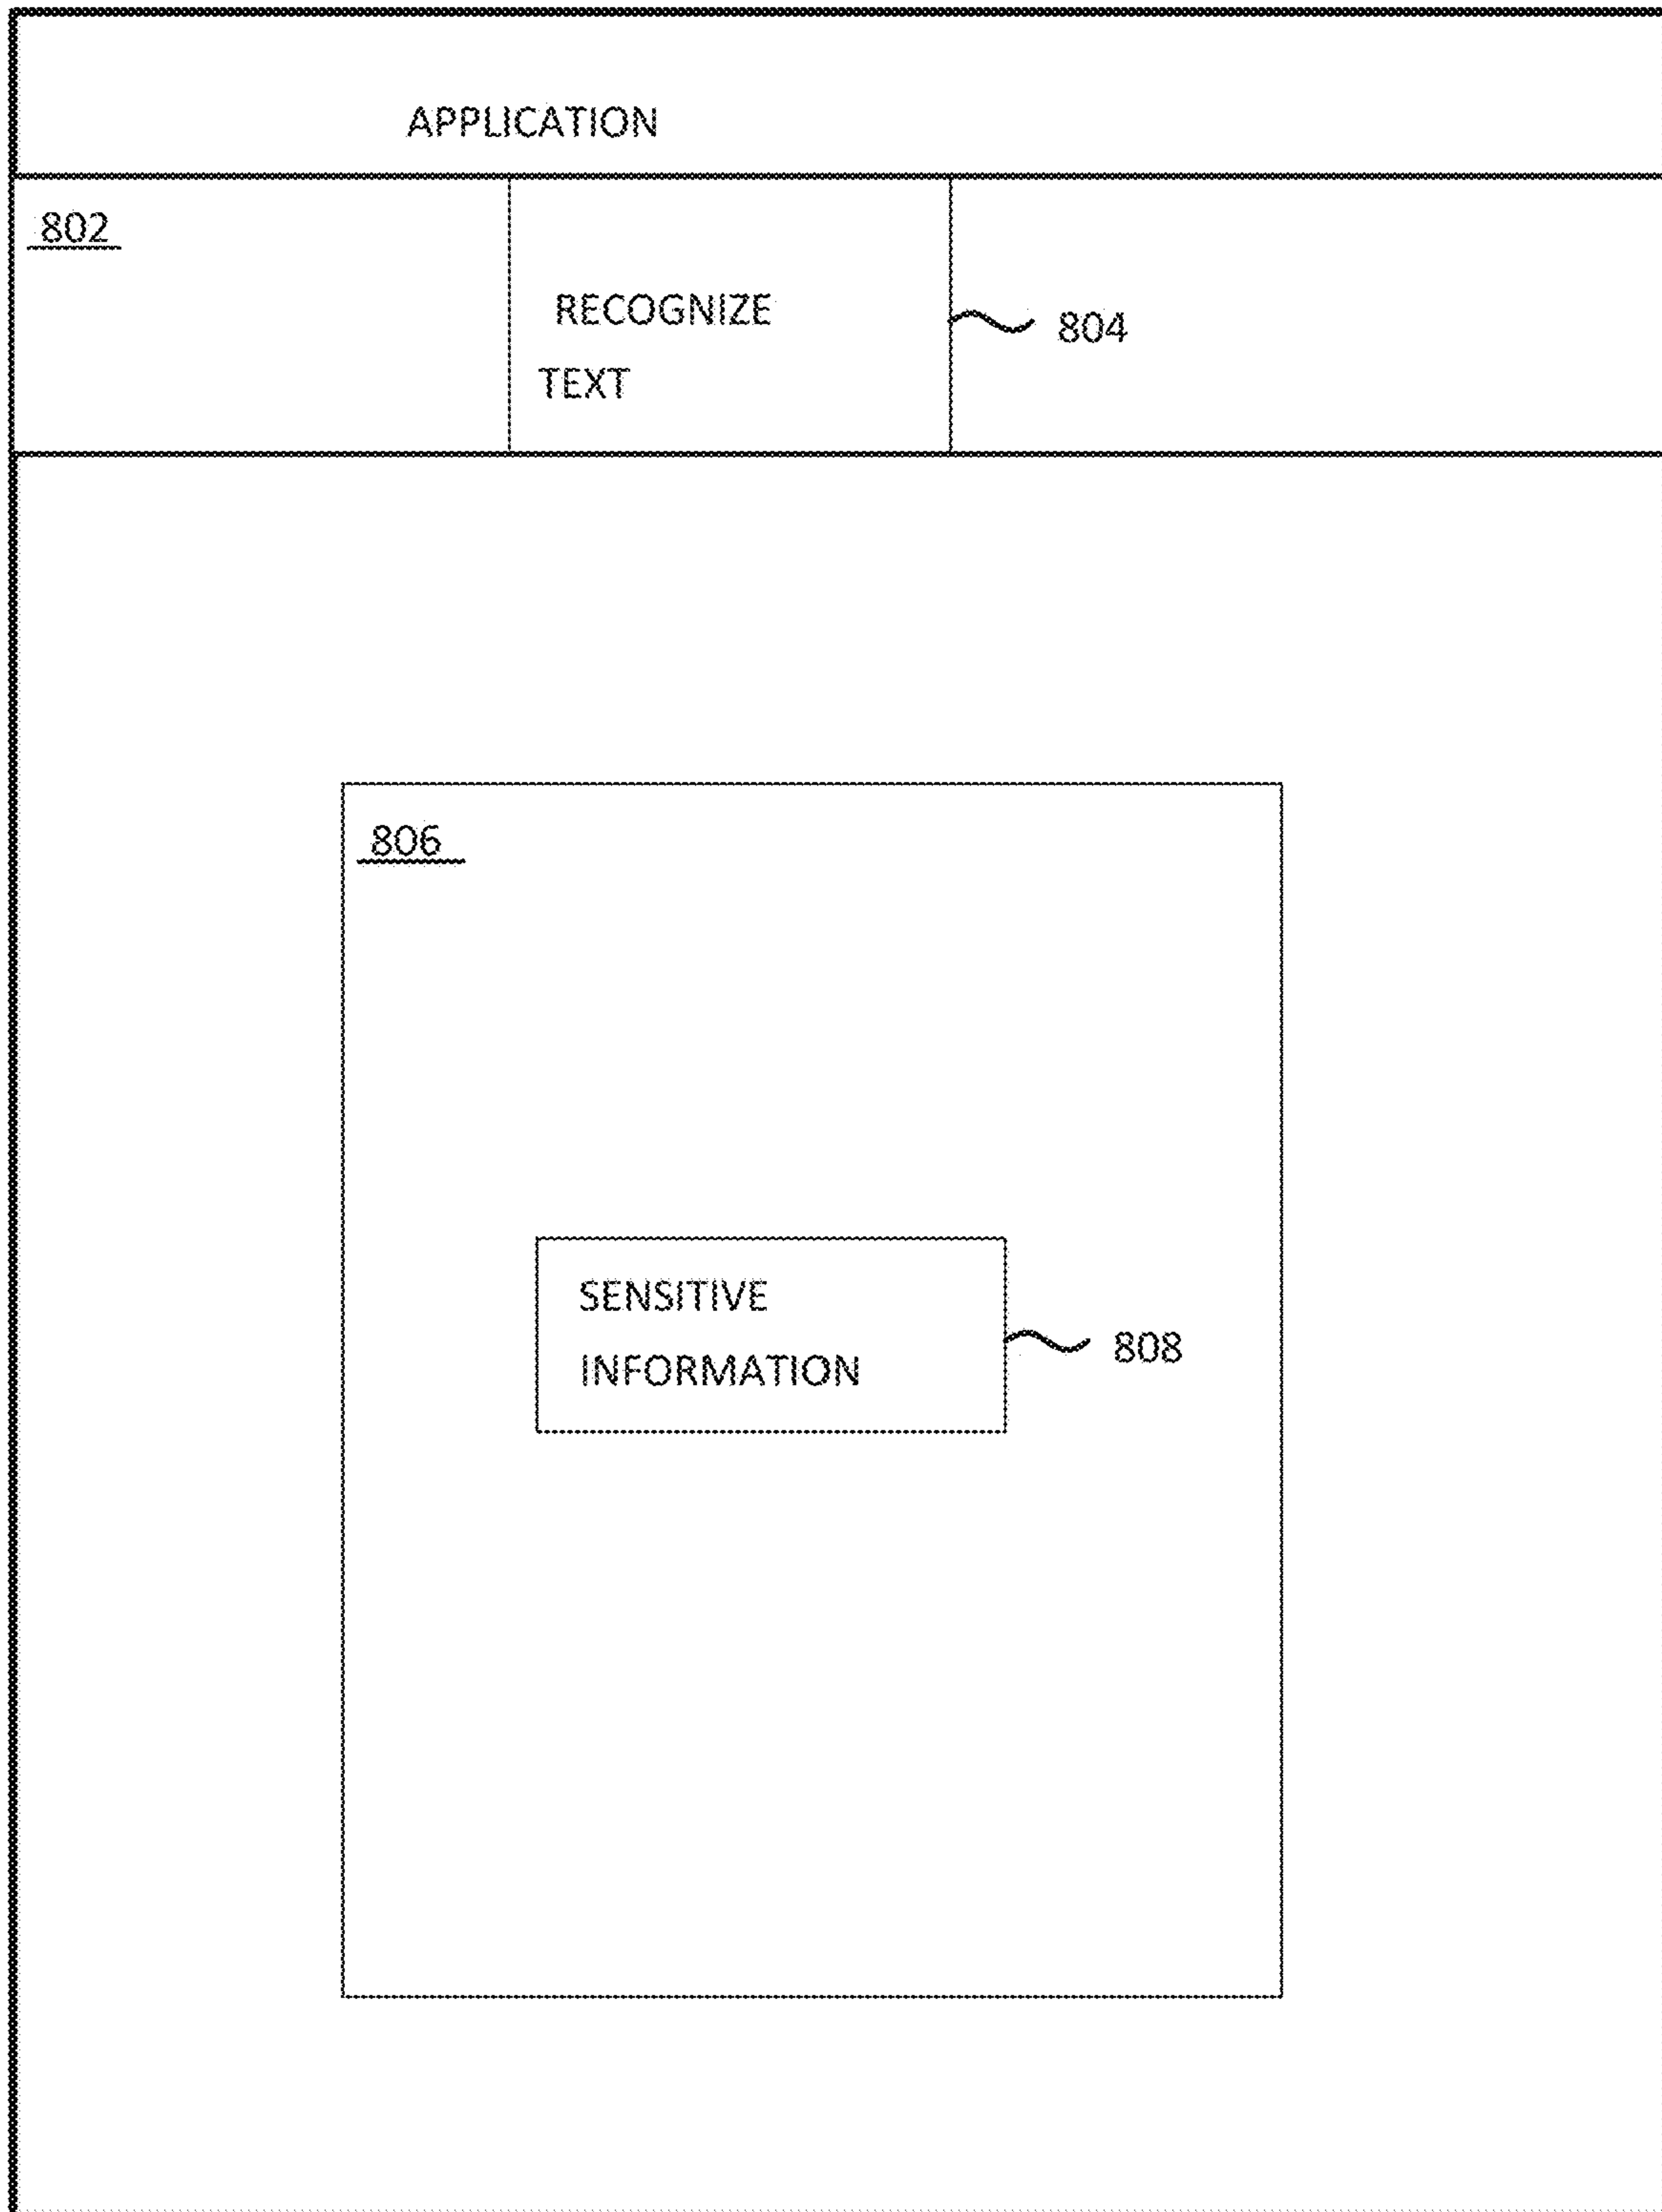 APPLICATION
802
RECOGNIZE
TEXT
804
806
SENSITIVE
INFORMATION
808